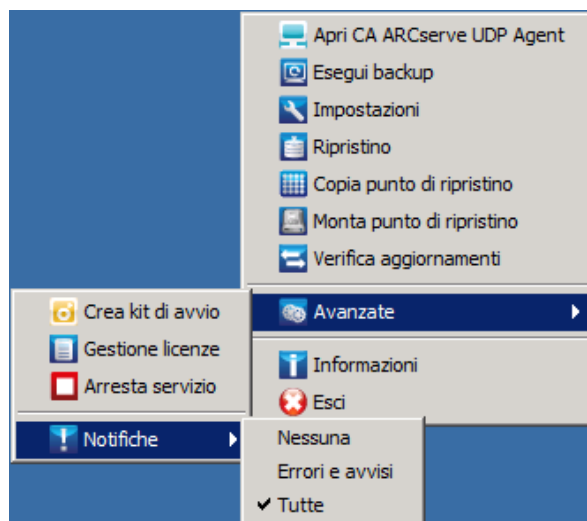 Apri CA ARCserve UDP Agent
Esegui backup
Impostazioni
Ripristino
Copia punto di ripristino
Monta punto di ripristino
Verifica aggiornamenti
Avanzate
Informazioni
Esci
Crea kit di avvio
Gestione licenze
Arresta servizio
Notifiche
Nessuna
Errori e avvisi
Tutte